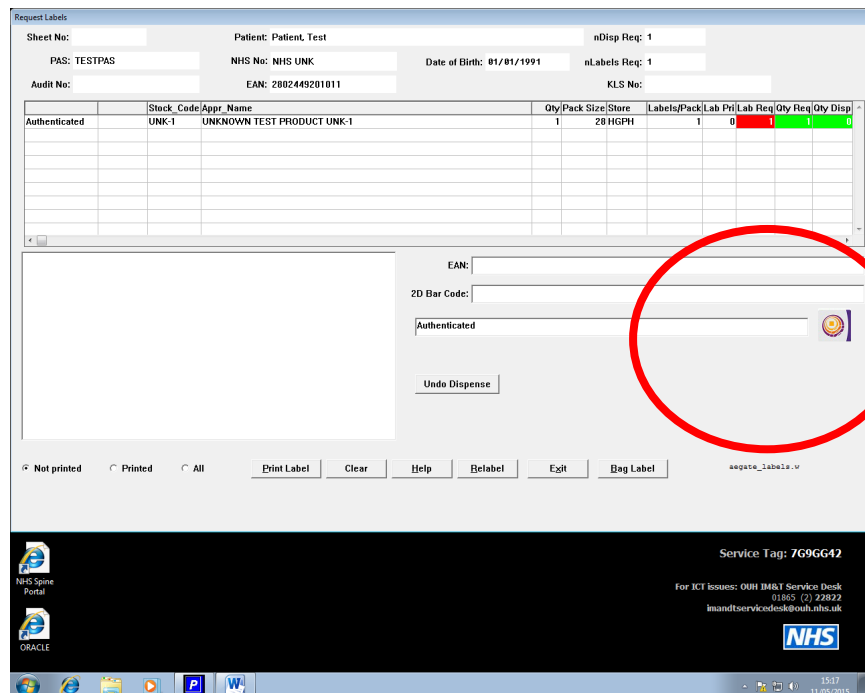 Request Labels
Sheet No: Patient: Patient, Test nDisp Req: 1
PAS: TESTPAS NHS No: NHS UNK Date of Birth: 01/01/1991 nLabels Req: 1
Audit No: EAN: 2802449201011 KLS No:
Stock_Code Appr_Name Qty Pack Size Store Labels/Pack Lab Pri Lab Req Qty Req Qty Disp
Authenticated UNK-1 UNKNOWN TEST PRODUCT UNK-1 1 28 HGPH 1 0 1 1 0
EAN:
2D Bar Code:
Authenticated
Undo Dispense
Not printed Printed All Print Label Clear Help Relabel Exit Bag Label aegate_labels.w
Service Tag: 7G9GG42
NHS Spine
Portal
For ICT issues: OUH IM&T Service Desk
01865 (2) 22822
imandtservicedesk@ouh.nhs.uk
NHS
ORACLE
P W
15:17
11/05/2015